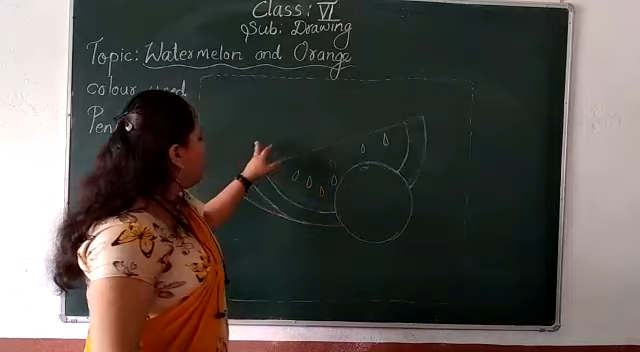 Class: VI
Sub: Drawing
Topic: Watermelon and Orange
colour
Pen